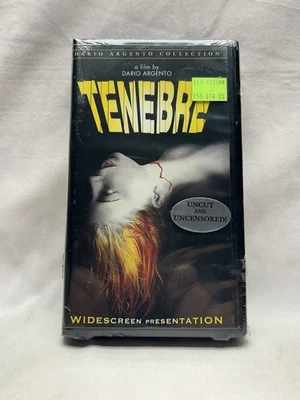 DARIO ARGENTO COLLECTION
a film by
DARIO ARGENTO
TENEBRE
UNCUT
AND
UNCENSORED!
WIDESCREEN PRESENTATION